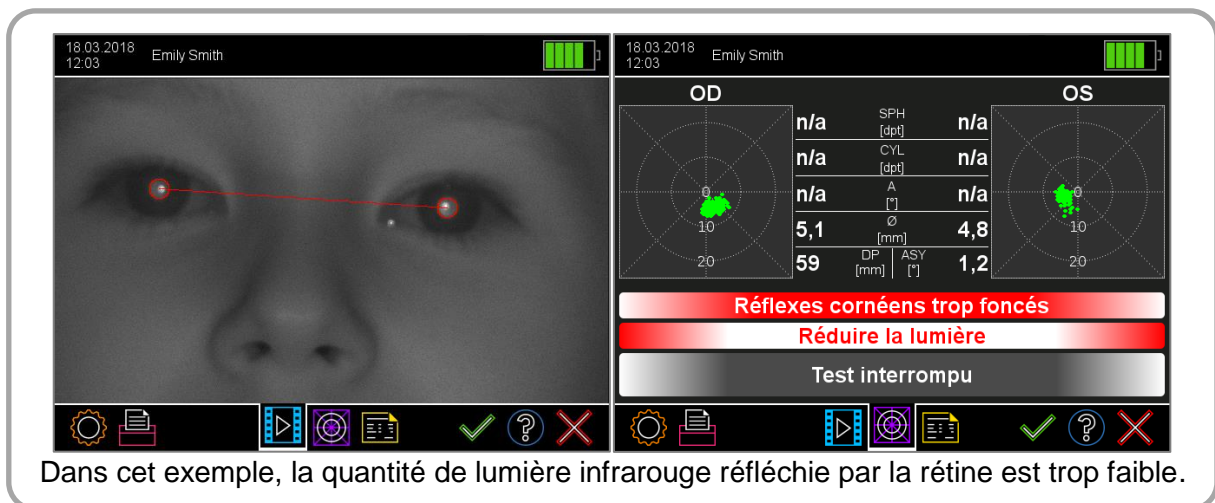 18.03.2018
12:03 Emily Smith
18.03.2018
12:03 Emily Smith
OD OS
n/a SPH [dpt] n/a
n/a CYL [dpt] n/a
n/a A [°] n/a
5,1 Ø [mm] 4,8
59 DP [mm] ASY [°] 1,2
0
10
20
0
10
20
Réflexes cornéens trop foncés
Réduire la lumière
Test interrompu
Dans cet exemple, la quantité de lumière infrarouge réfléchie par la rétine est trop faible.